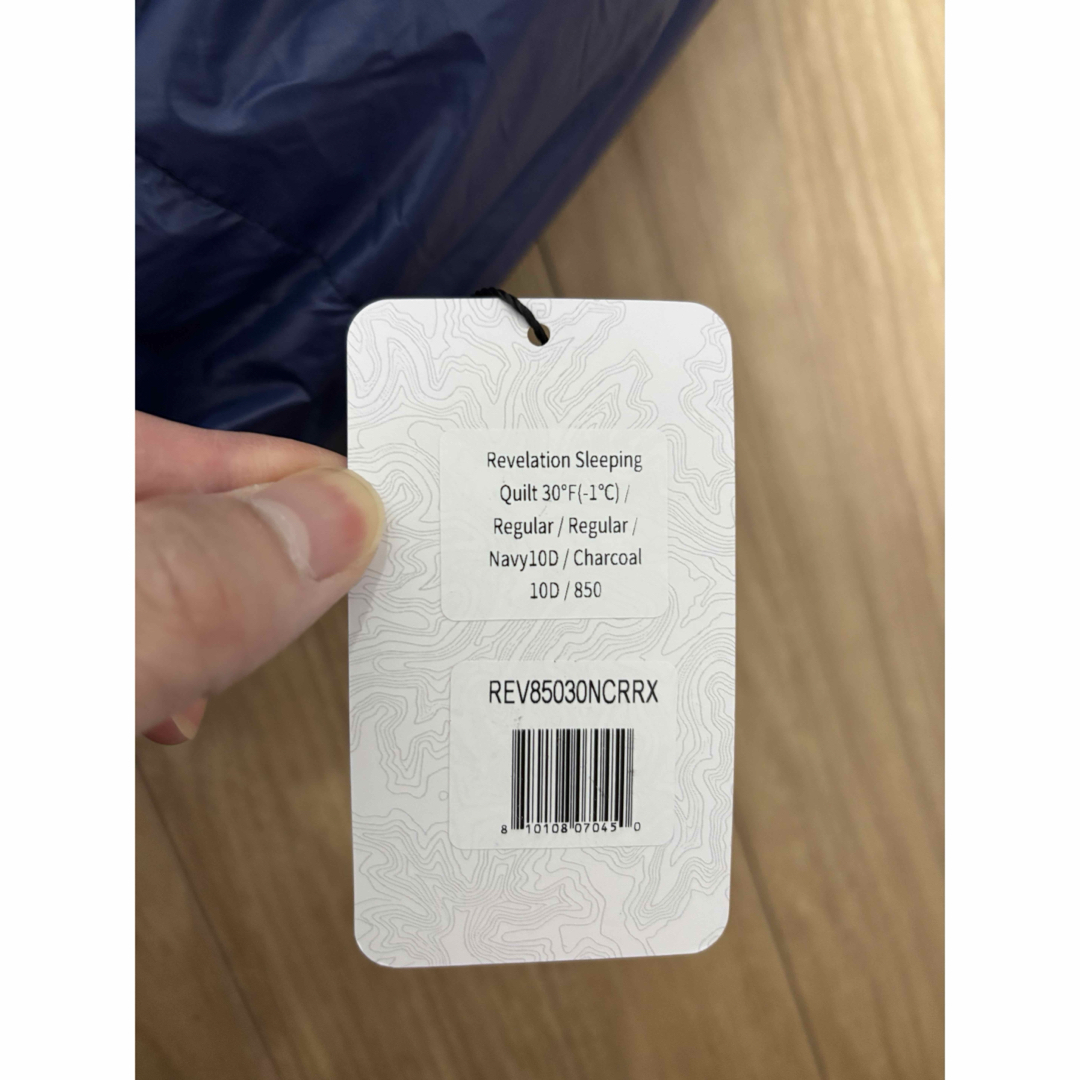 Revelation Sleeping
Quilt 30°F(-1°C) /
Regular / Regular /
Navy10D / Charcoal
10D / 850
REV85030NCRRX
8 10108 07045 0